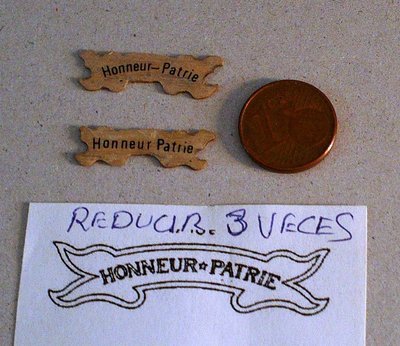 Honneur-Patrie
Honneur Patrie
REDUCIR. 3 VECES
HONNEUR★PATRIE